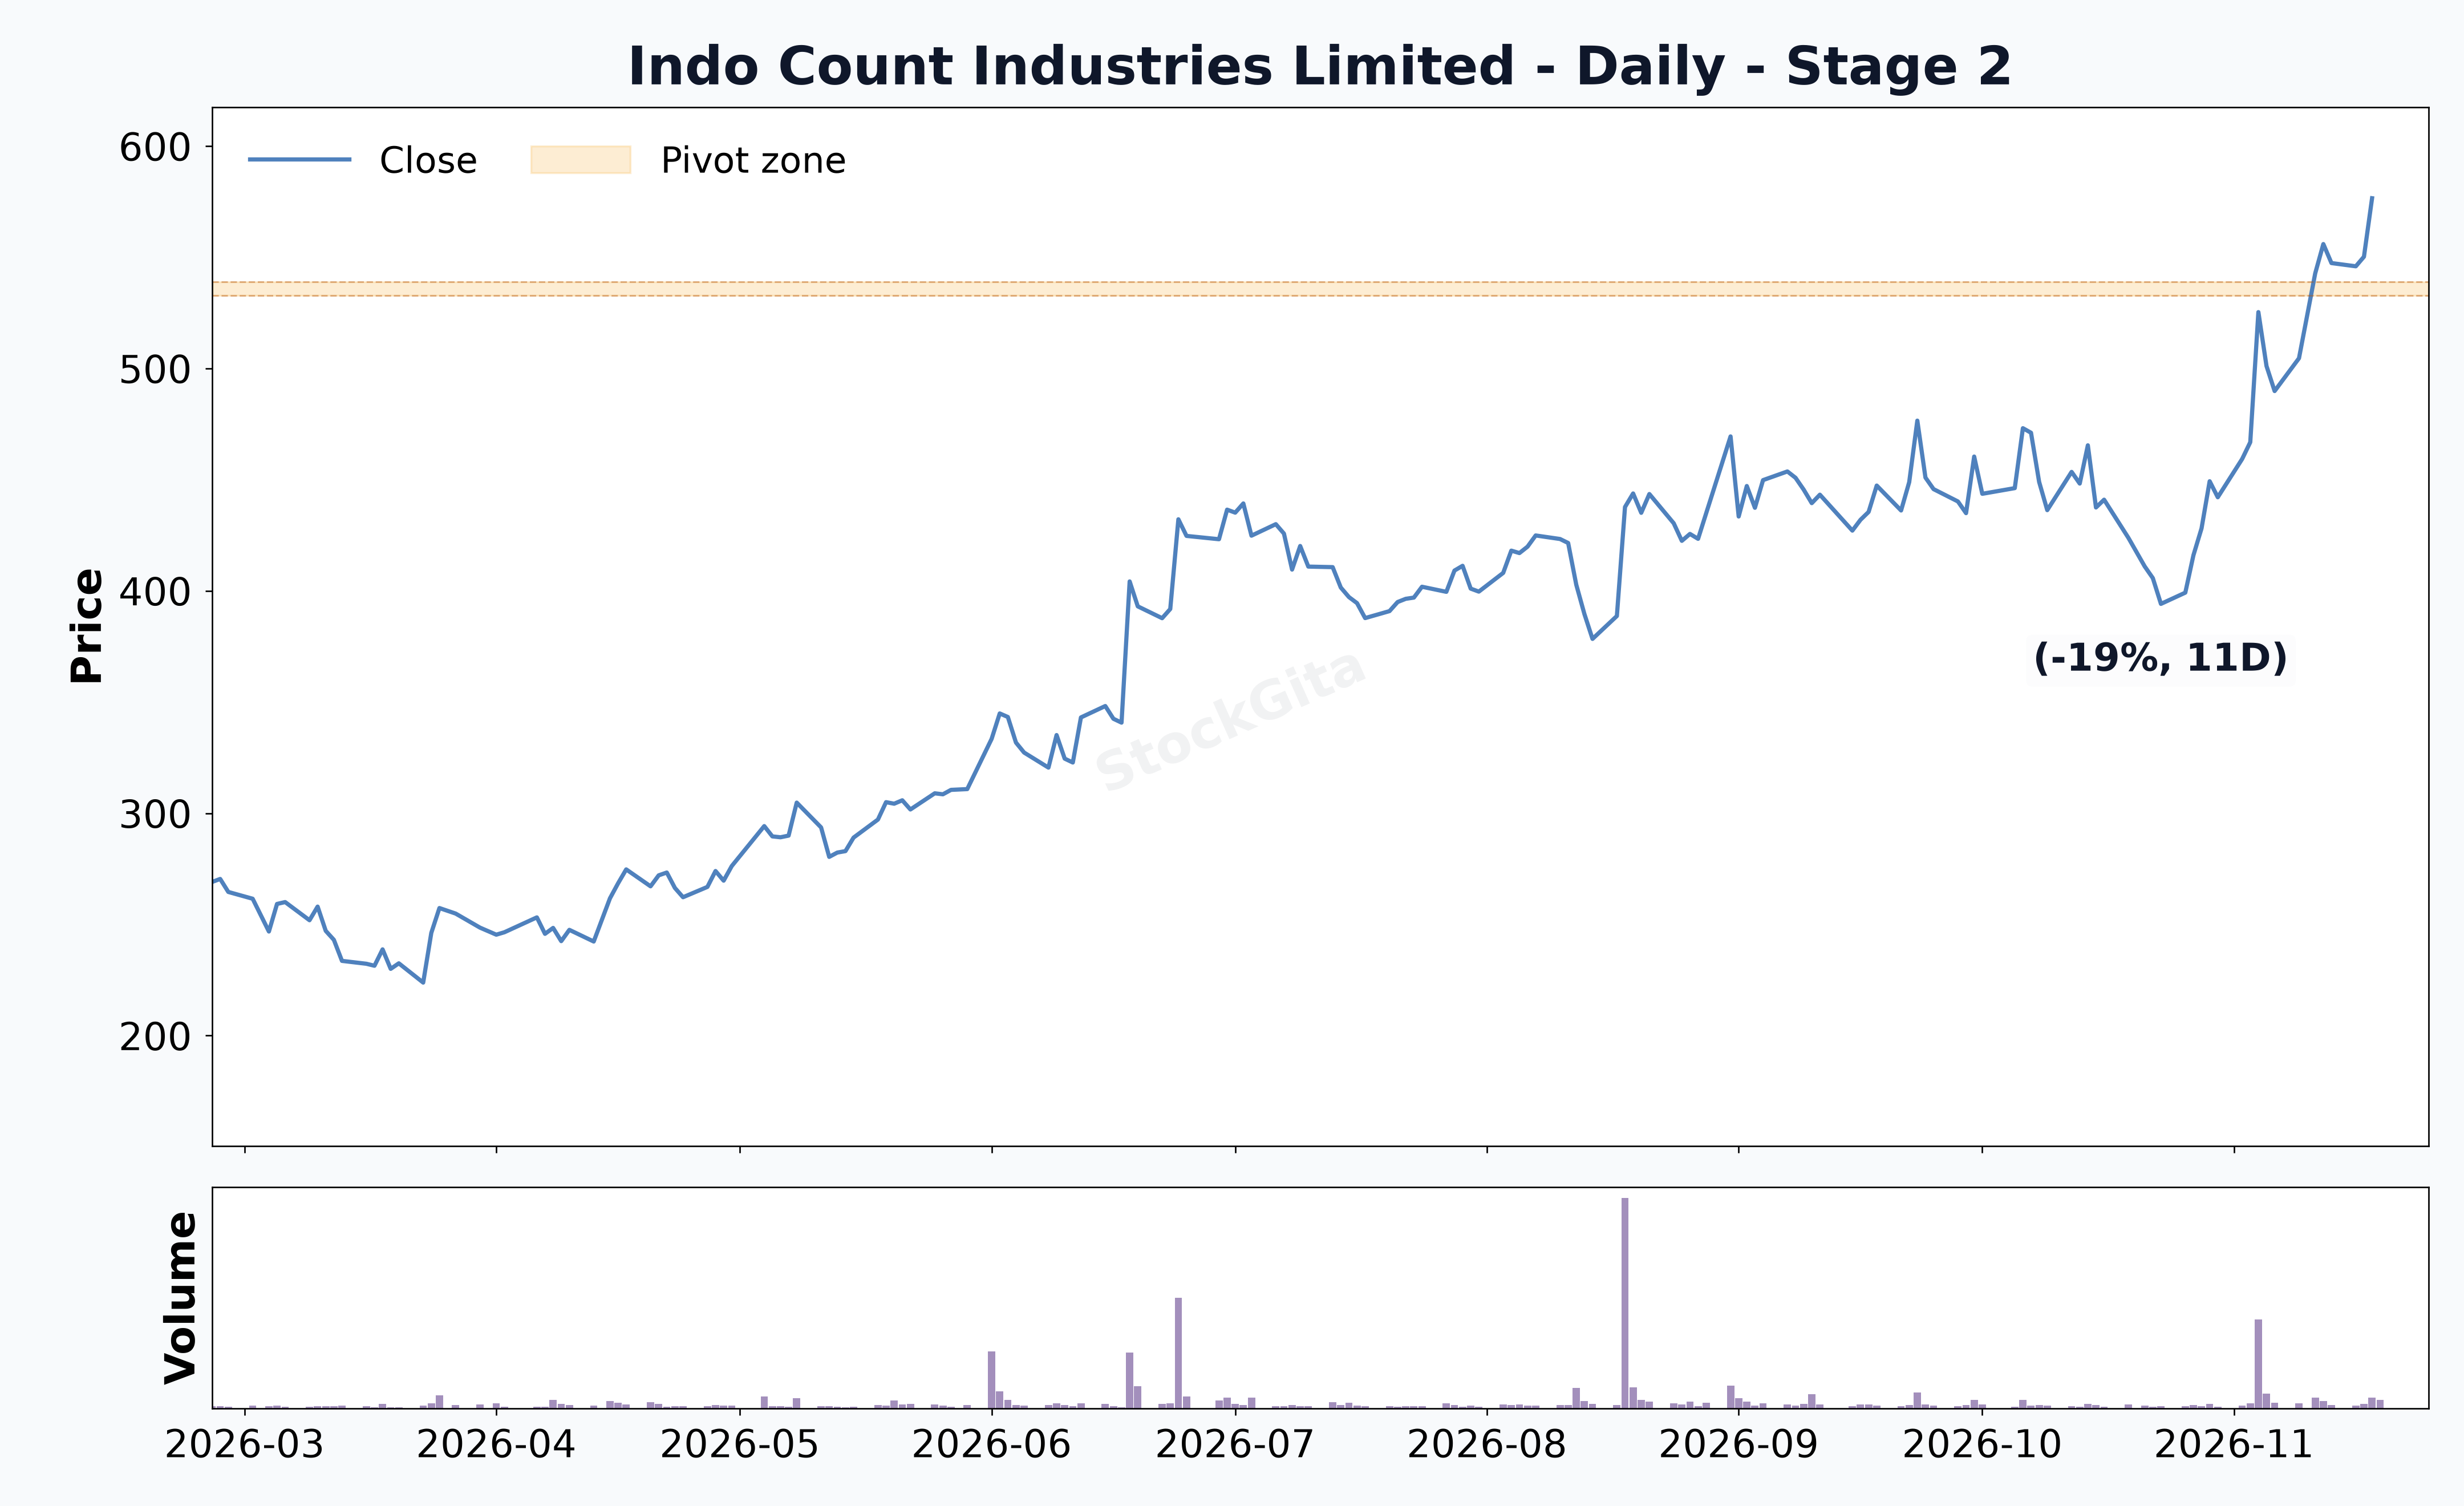 Indo Count Industries Limited - Daily - Stage 2
Close
Pivot zone
600
500
400
300
200
Price
(-19%, 11D)
StockGita
Volume
2026-03
2026-04
2026-05
2026-06
2026-07
2026-08
2026-09
2026-10
2026-11